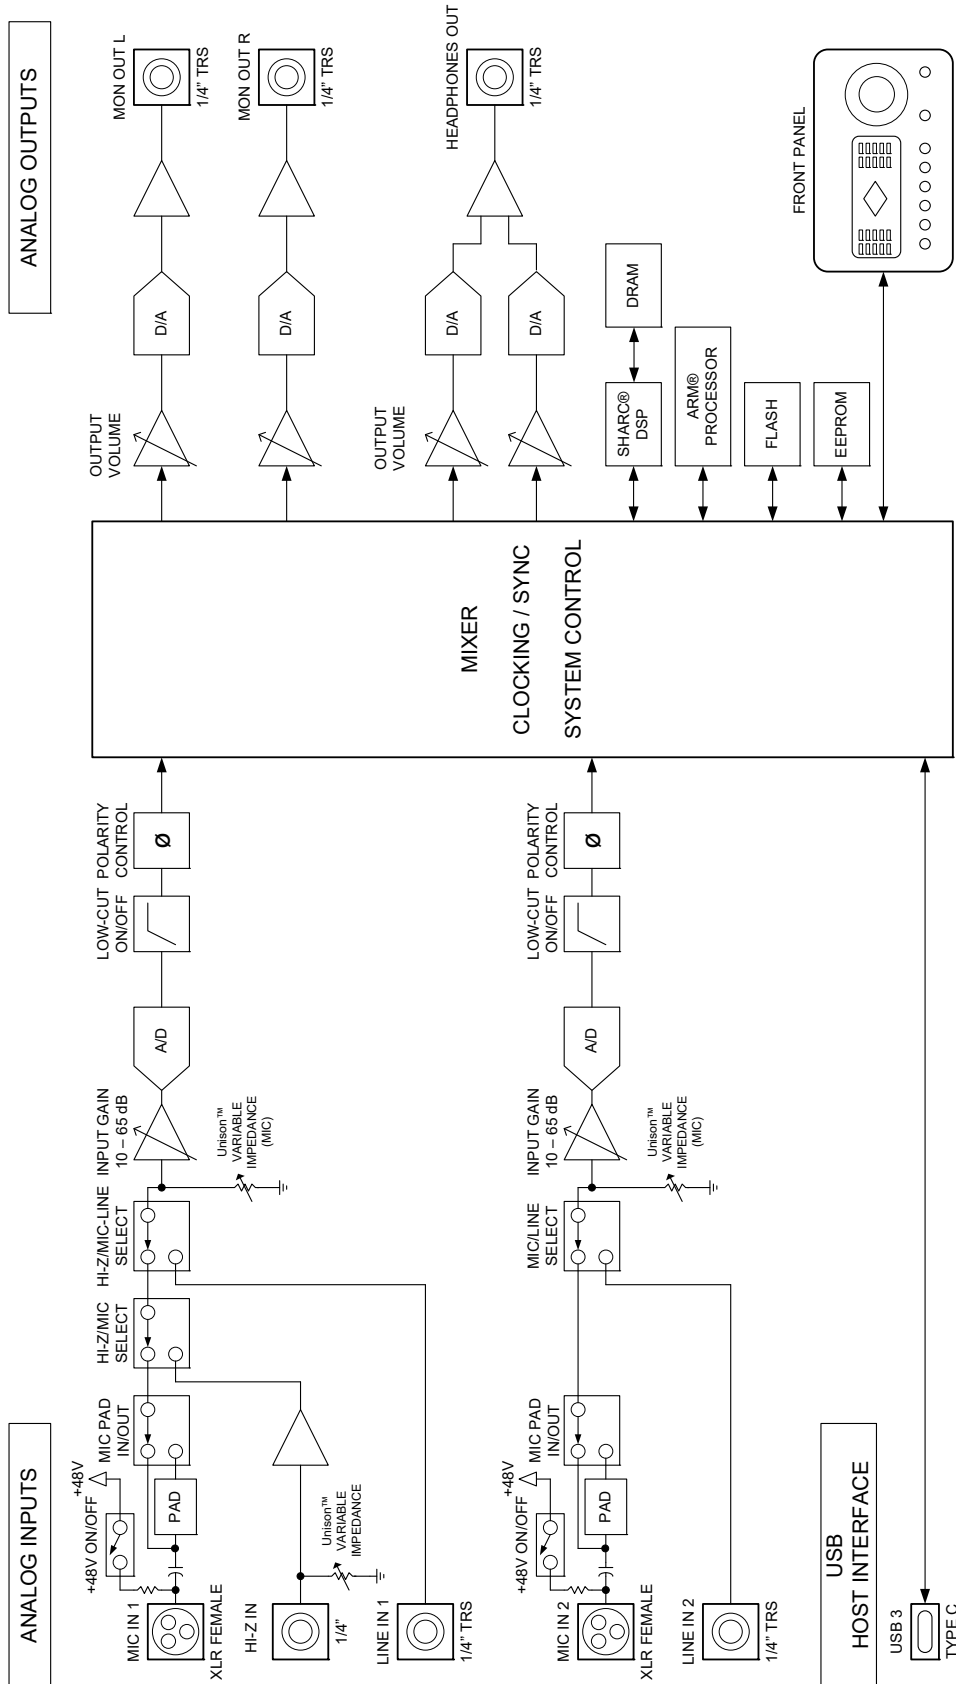 ANALOG INPUTS
ANALOG OUTPUTS
+48V
+48V ON/OFF
MIC IN 1
XLR FEMALE
PAD
MIC PAD
IN/OUT
HI-Z/MIC
SELECT
HI-Z/MIC-LINE
SELECT
INPUT GAIN
10 – 65 dB
Unison™
VARIABLE
IMPEDANCE
(MIC)
A/D
LOW-CUT
ON/OFF
POLARITY
CONTROL
Ø
HI-Z IN
1/4"
Unison™
VARIABLE
IMPEDANCE
LINE IN 1
1/4" TRS
+48V
+48V ON/OFF
MIC IN 2
XLR FEMALE
PAD
MIC PAD
IN/OUT
MIC/LINE
SELECT
INPUT GAIN
10 – 65 dB
Unison™
VARIABLE
IMPEDANCE
(MIC)
A/D
LOW-CUT
ON/OFF
POLARITY
CONTROL
Ø
LINE IN 2
1/4" TRS
USB
HOST INTERFACE
USB 3
TYPE C
MIXER
CLOCKING / SYNC
SYSTEM CONTROL
OUTPUT
VOLUME
D/A
MON OUT L
1/4" TRS
D/A
MON OUT R
1/4" TRS
OUTPUT
VOLUME
D/A
D/A
HEADPHONES OUT
1/4" TRS
SHARC®
DSP
DRAM
ARM®
PROCESSOR
FLASH
EEPROM
FRONT PANEL